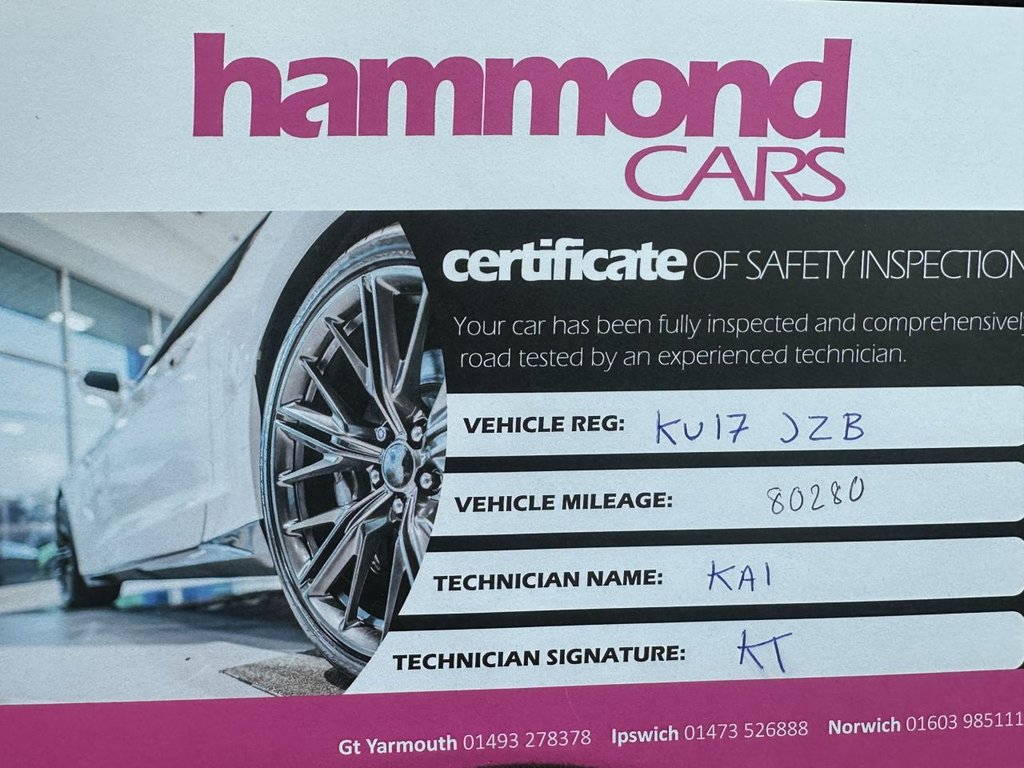 hammond
CARS
certificate OF SAFETY INSPECTION
Your car has been fully inspected and comprehensivel
road tested by an experienced technician.
VEHICLE REG: KU17 JZB
VEHICLE MILEAGE: 80280
TECHNICIAN NAME: KAI
TECHNICIAN SIGNATURE: KT
Gt Yarmouth 01493 278378 Ipswich 01473 526888 Norwich 01603 985111